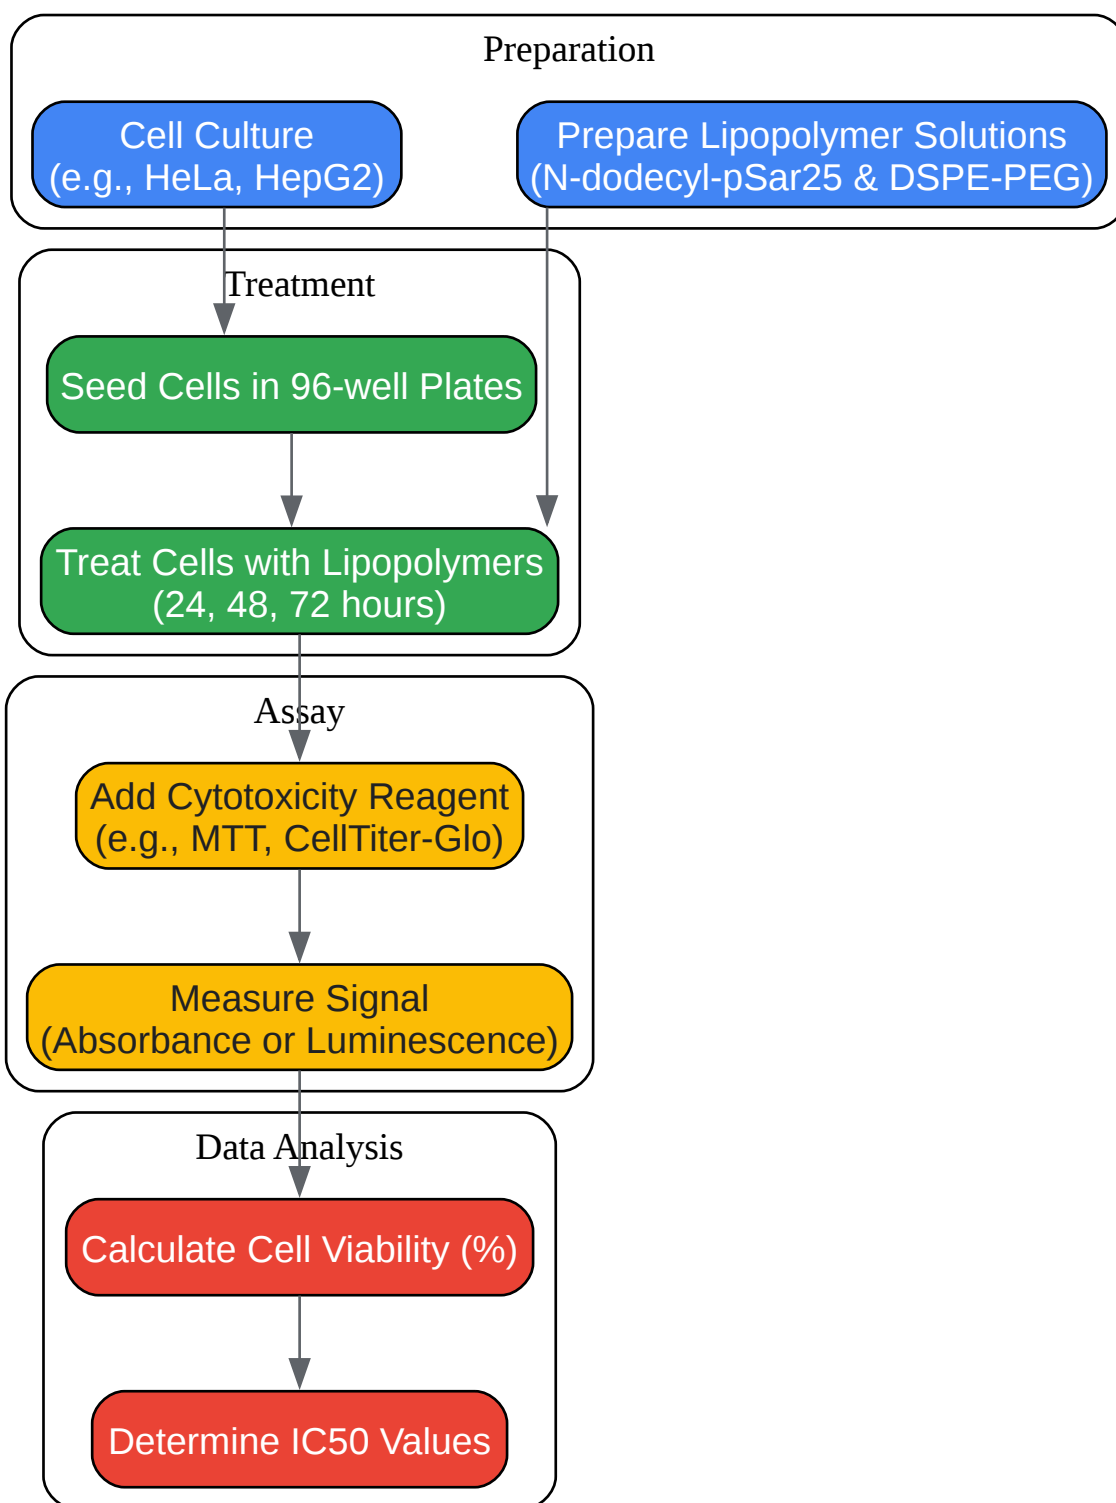 Preparation
Cell Culture
(e.g., HeLa, HepG2)
Prepare Lipopolymer Solutions
(N-dodecyl-pSar25 & DSPE-PEG)
Treatment
Seed Cells in 96-well Plates
Treat Cells with Lipopolymers
(24, 48, 72 hours)
Assay
Add Cytotoxicity Reagent
(e.g., MTT, CellTiter-Glo)
Measure Signal
(Absorbance or Luminescence)
Data Analysis
Calculate Cell Viability (%)
Determine IC50 Values